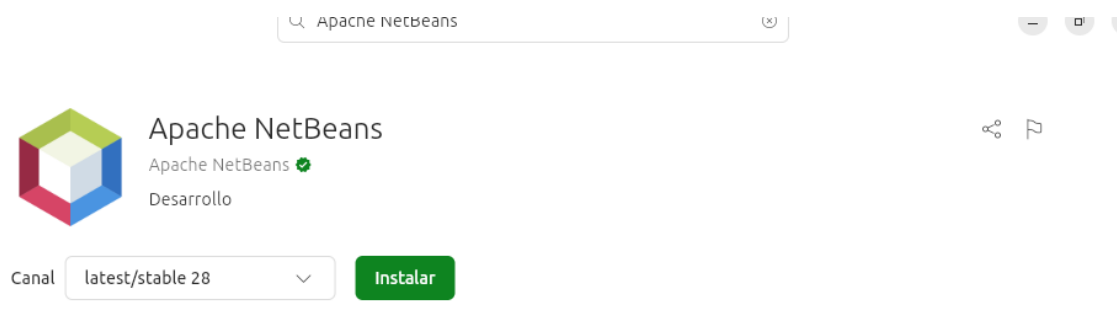 Apache NetBeans
Apache NetBeans
Apache NetBeans
Desarrollo
Canal latest/stable 28 Instalar